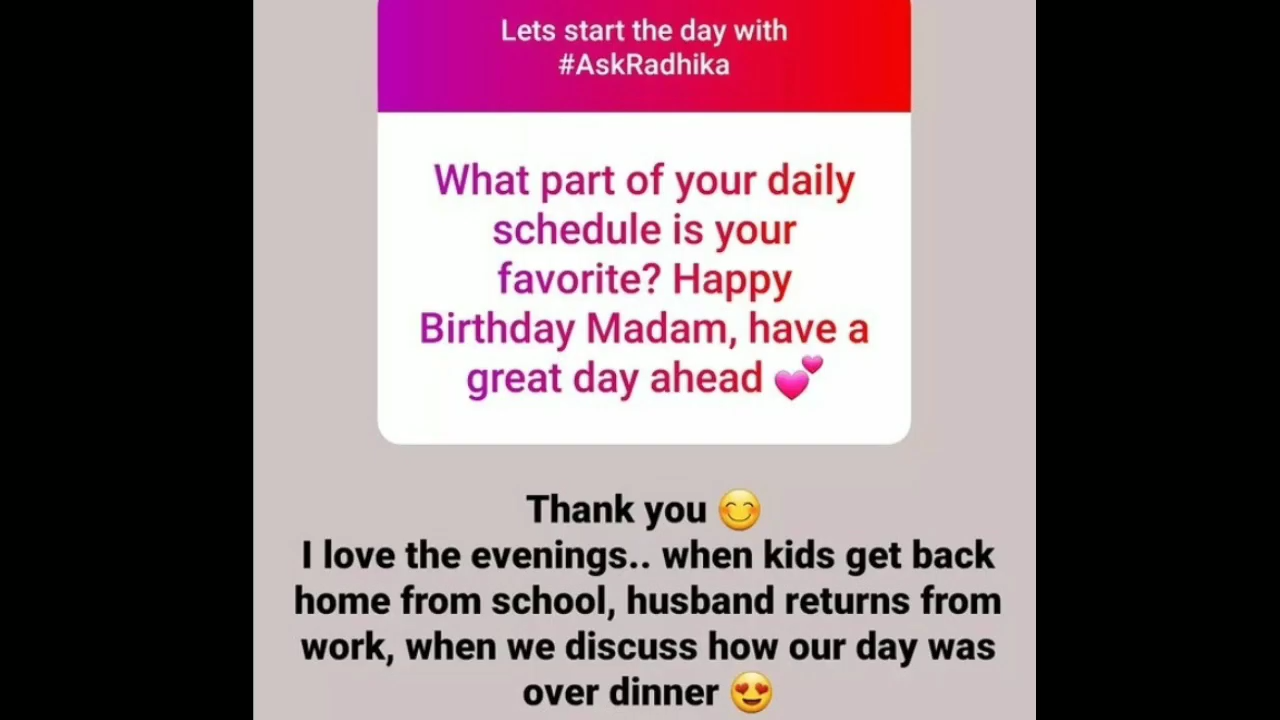 Lets start the day with
#AskRadhika
What part of your daily
schedule is your
favorite? Happy
Birthday Madam, have a
great day ahead 💕
Thank you 😊
I love the evenings.. when kids get back
home from school, husband returns from
work, when we discuss how our day was
over dinner 😍